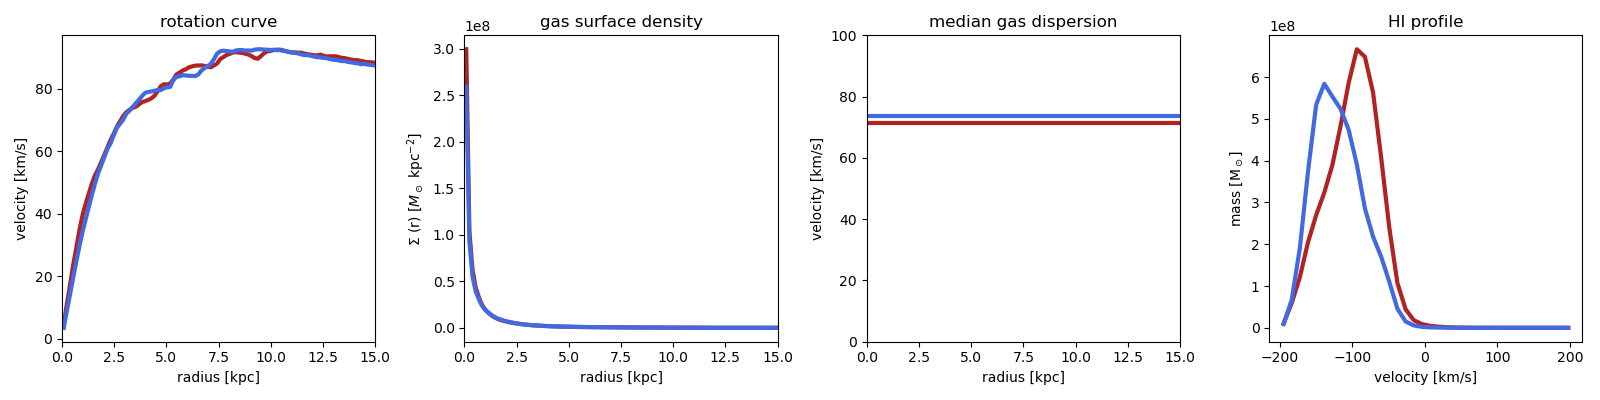 rotation curve
velocity [km/s]
80
60
40
20
0
0.0 2.5 5.0 7.5 10.0 12.5 15.0
radius [kpc]
gas surface density
1e8
Σ (r) [M⊙ kpc⁻²]
3.0
2.5
2.0
1.5
1.0
0.5
0.0
0.0 2.5 5.0 7.5 10.0 12.5 15.0
radius [kpc]
median gas dispersion
velocity [km/s]
100
80
60
40
20
0
0.0 2.5 5.0 7.5 10.0 12.5 15.0
radius [kpc]
HI profile
1e8
mass [M⊙]
6
5
4
3
2
1
0
−200 −100 0 100 200
velocity [km/s]